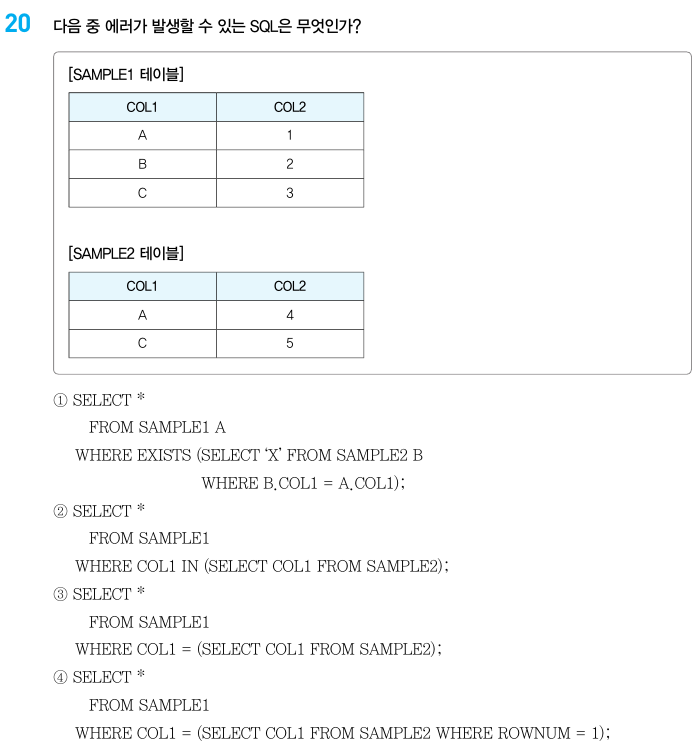 20 다음 중 에러가 발생할 수 있는 SQL은 무엇인가?
[SAMPLE1 테이블]
COL1 COL2
A 1
B 2
C 3
[SAMPLE2 테이블]
COL1 COL2
A 4
C 5
① SELECT *
FROM SAMPLE1 A
WHERE EXISTS (SELECT ‘X’ FROM SAMPLE2 B
WHERE B.COL1 = A.COL1);
② SELECT *
FROM SAMPLE1
WHERE COL1 IN (SELECT COL1 FROM SAMPLE2);
③ SELECT *
FROM SAMPLE1
WHERE COL1 = (SELECT COL1 FROM SAMPLE2);
④ SELECT *
FROM SAMPLE1
WHERE COL1 = (SELECT COL1 FROM SAMPLE2 WHERE ROWNUM = 1);